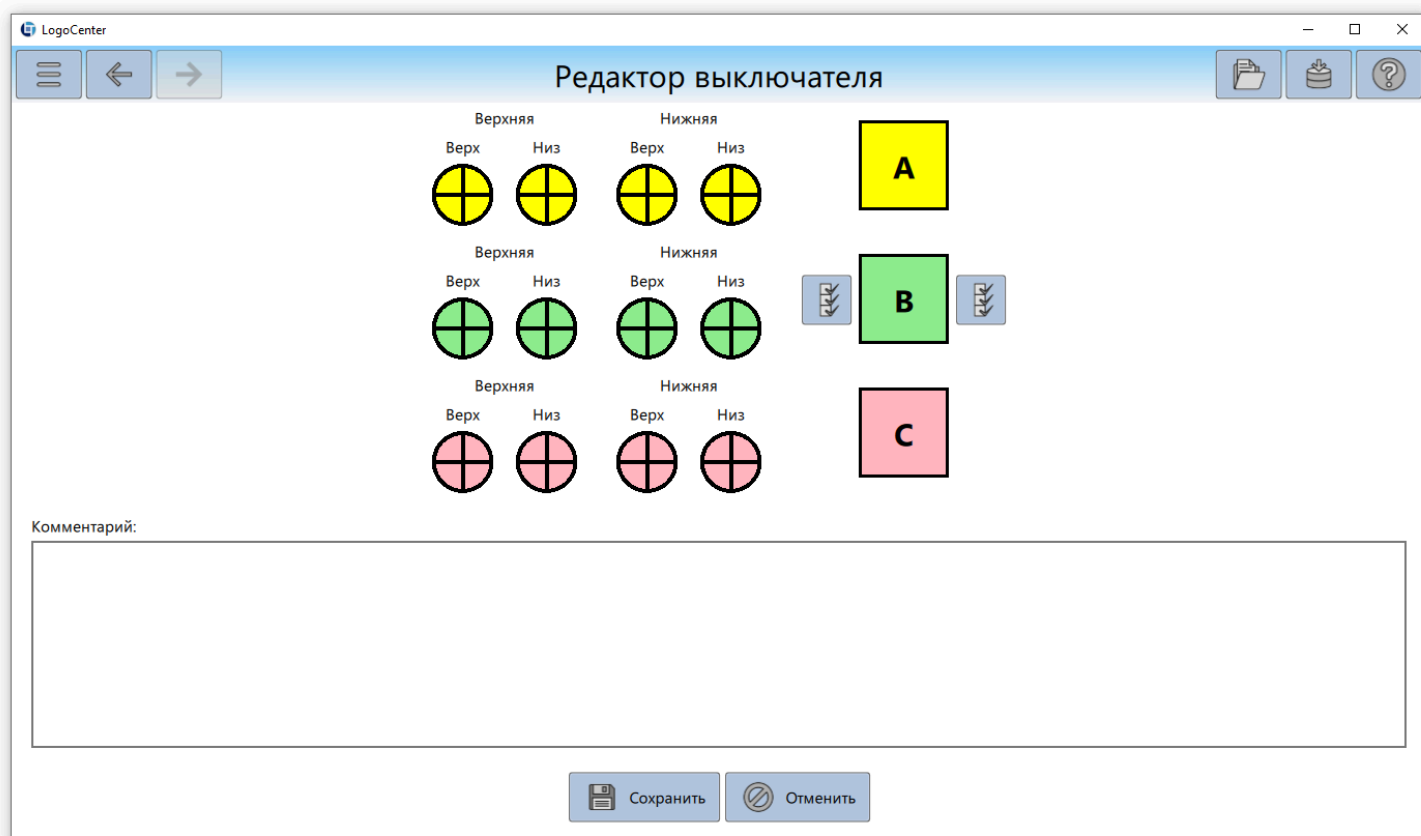 LogoCenter
Редактор выключателя
Верхняя Нижняя
Верх Низ Верх Низ
A
Верхняя Нижняя
Верх Низ Верх Низ
B
Верхняя Нижняя
Верх Низ Верх Низ
C
Комментарий:
Сохранить Отменить